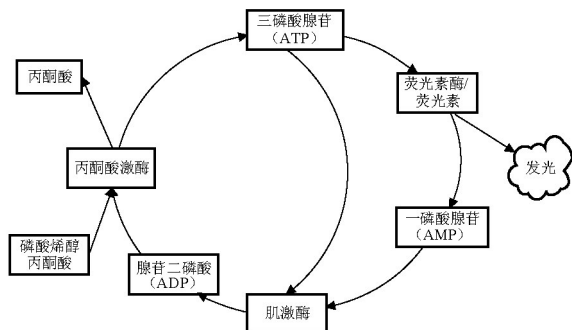 三磷酸腺苷
（ATP）
丙酮酸
荧光素酶/
荧光素
丙酮酸激酶
发光
磷酸烯醇
丙酮酸
一磷酸腺苷
（AMP）
腺苷二磷酸
（ADP）
肌激酶